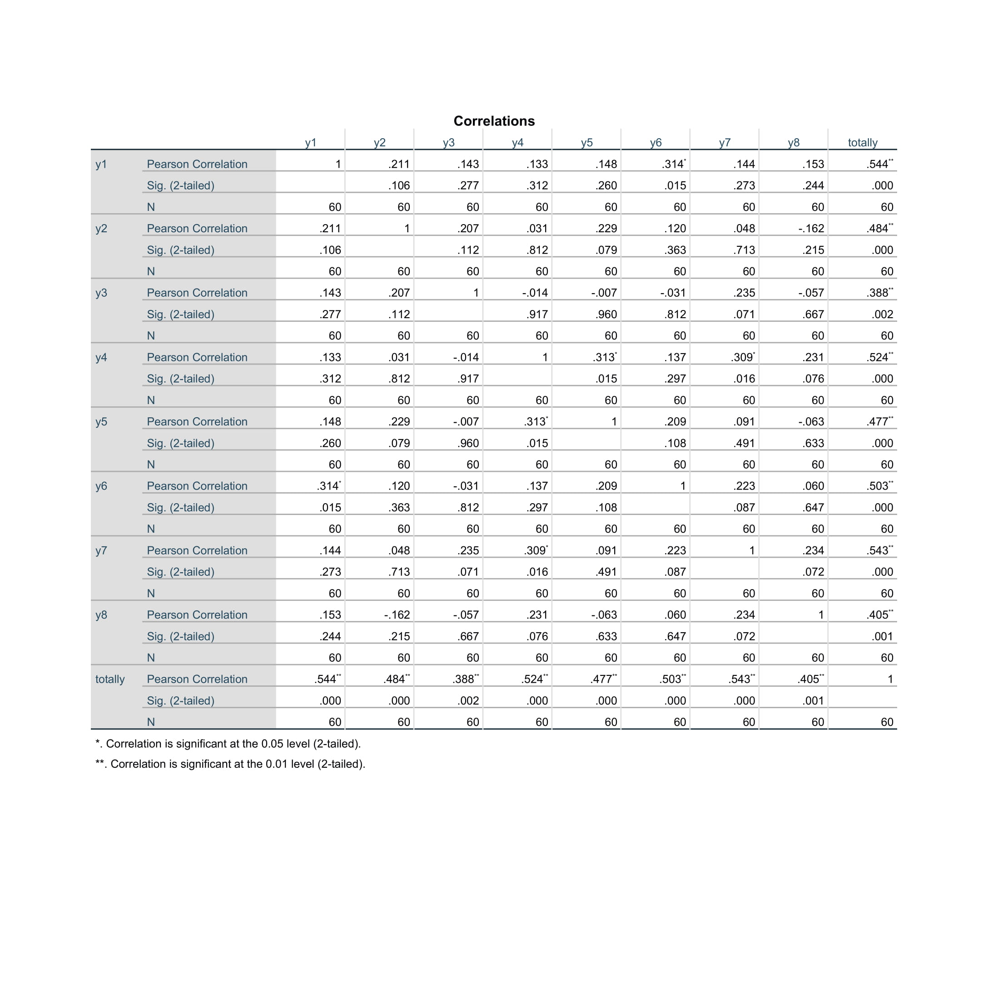 Correlations
y1 y2 y3 y4 y5 y6 y7 y8 totally
y1 Pearson Correlation 1 .211 .143 .133 .148 .314* .144 .153 .544**
Sig. (2-tailed) .106 .277 .312 .260 .015 .273 .244 .000
N 60 60 60 60 60 60 60 60 60
y2 Pearson Correlation .211 1 .207 .031 .229 .120 .048 -.162 .484**
Sig. (2-tailed) .106 .112 .812 .079 .363 .713 .215 .000
N 60 60 60 60 60 60 60 60 60
y3 Pearson Correlation .143 .207 1 -.014 -.007 -.031 .235 -.057 .388**
Sig. (2-tailed) .277 .112 .917 .960 .812 .071 .667 .002
N 60 60 60 60 60 60 60 60 60
y4 Pearson Correlation .133 .031 -.014 1 .313* .137 .309* .231 .524**
Sig. (2-tailed) .312 .812 .917 .015 .297 .016 .076 .000
N 60 60 60 60 60 60 60 60 60
y5 Pearson Correlation .148 .229 -.007 .313* 1 .209 .091 -.063 .477**
Sig. (2-tailed) .260 .079 .960 .015 .108 .491 .633 .000
N 60 60 60 60 60 60 60 60 60
y6 Pearson Correlation .314* .120 -.031 .137 .209 1 .223 .060 .503**
Sig. (2-tailed) .015 .363 .812 .297 .108 .087 .647 .000
N 60 60 60 60 60 60 60 60 60
y7 Pearson Correlation .144 .048 .235 .309* .091 .223 1 .234 .543**
Sig. (2-tailed) .273 .713 .071 .016 .491 .087 .072 .000
N 60 60 60 60 60 60 60 60 60
y8 Pearson Correlation .153 -.162 -.057 .231 -.063 .060 .234 1 .405**
Sig. (2-tailed) .244 .215 .667 .076 .633 .647 .072 .001
N 60 60 60 60 60 60 60 60 60
totally Pearson Correlation .544** .484** .388** .524** .477** .503** .543** .405** 1
Sig. (2-tailed) .000 .000 .002 .000 .000 .000 .000 .001
N 60 60 60 60 60 60 60 60 60
*. Correlation is significant at the 0.05 level (2-tailed).
**. Correlation is significant at the 0.01 level (2-tailed).